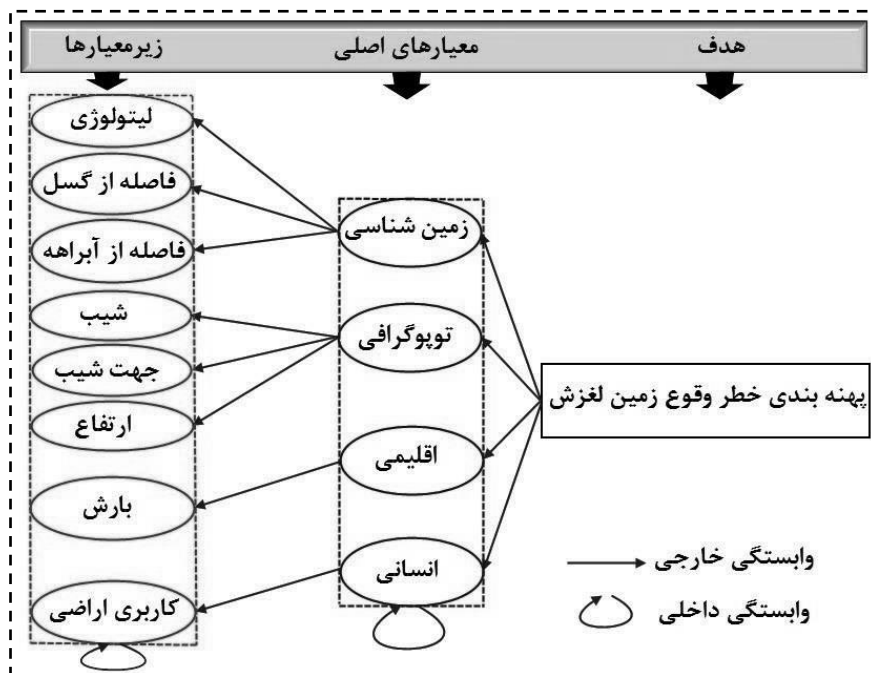 هدف
معیارهای اصلی
زیرمعیارها
پهنه بندی خطر وقوع زمین لغزش
زمین شناسی
توپوگرافی
اقلیمی
انسانی
لیتولوژی
فاصله از گسل
فاصله از آبراهه
شیب
جهت شیب
ارتفاع
بارش
کاربری اراضی
وابستگی خارجی
وابستگی داخلی